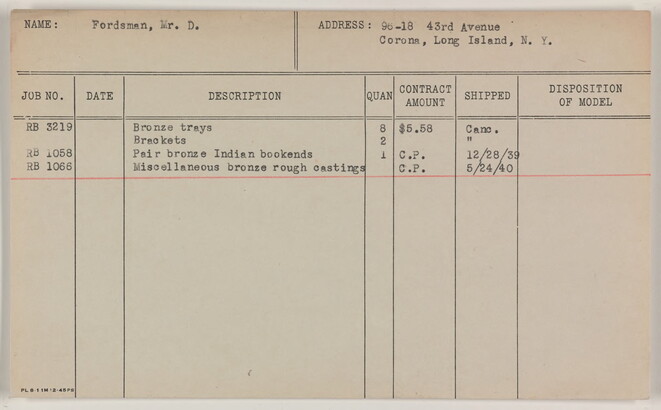 NAME: Fordsman, Mr. D.
ADDRESS: 96-18 43rd Avenue
Corona, Long Island, N. Y.
JOB NO. DATE DESCRIPTION QUAN CONTRACT AMOUNT SHIPPED DISPOSITION OF MODEL
RB 3219 Bronze trays 8 $5.58 Canc.
Brackets 2 "
RB 1058 Pair bronze Indian bookends 1 C.P. 12/28/39
RB 1066 Miscellaneous bronze rough castings C.P. 5/24/40